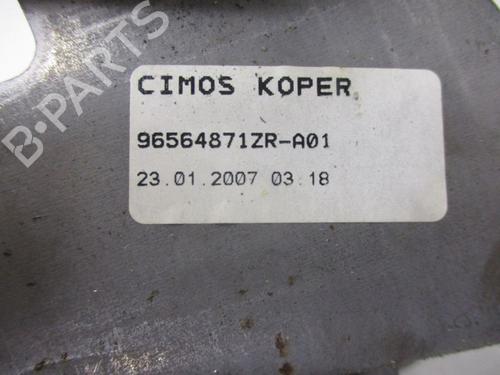 CIMOS KOPER
96564871ZR-A01
23.01.2007 03.18
B-PARTS